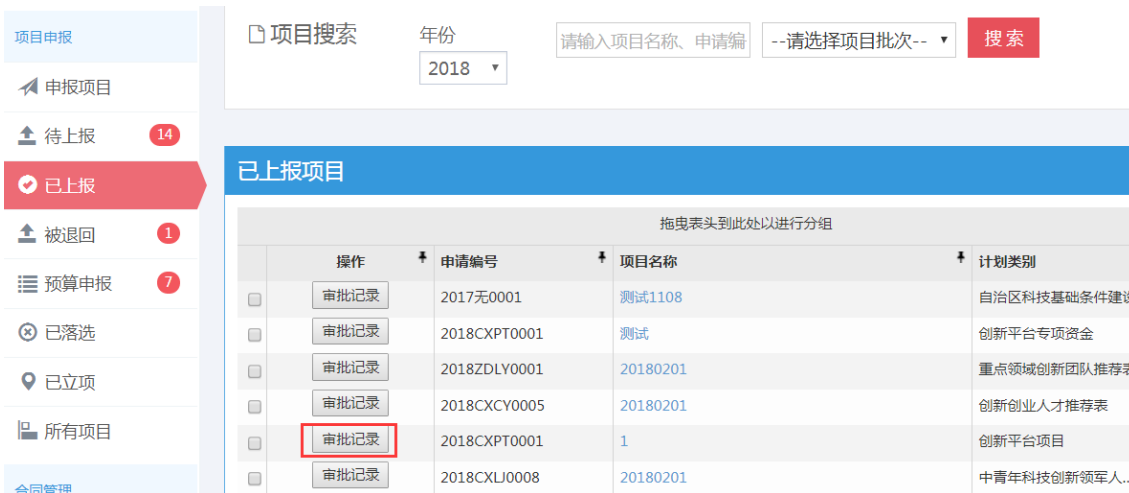 项目申报
申报项目
待上报 14
已上报
被退回 1
预算申报 7
已落选
已立项
所有项目
合同管理
项目搜索
年份
2018
请输入项目名称、申请编
--请选择项目批次--
搜索
已上报项目
拖曳表头到此处以进行分组
操作 申请编号 项目名称 计划类别
审批记录 2017无0001 测试1108 自治区科技基础条件建设
审批记录 2018CXPT0001 测试 创新平台专项资金
审批记录 2018ZDLY0001 20180201 重点领域创新团队推荐表
审批记录 2018CXCY0005 20180201 创新创业人才推荐表
审批记录 2018CXPT0001 1 创新平台项目
审批记录 2018CXLJ0008 20180201 中青年科技创新领军人...